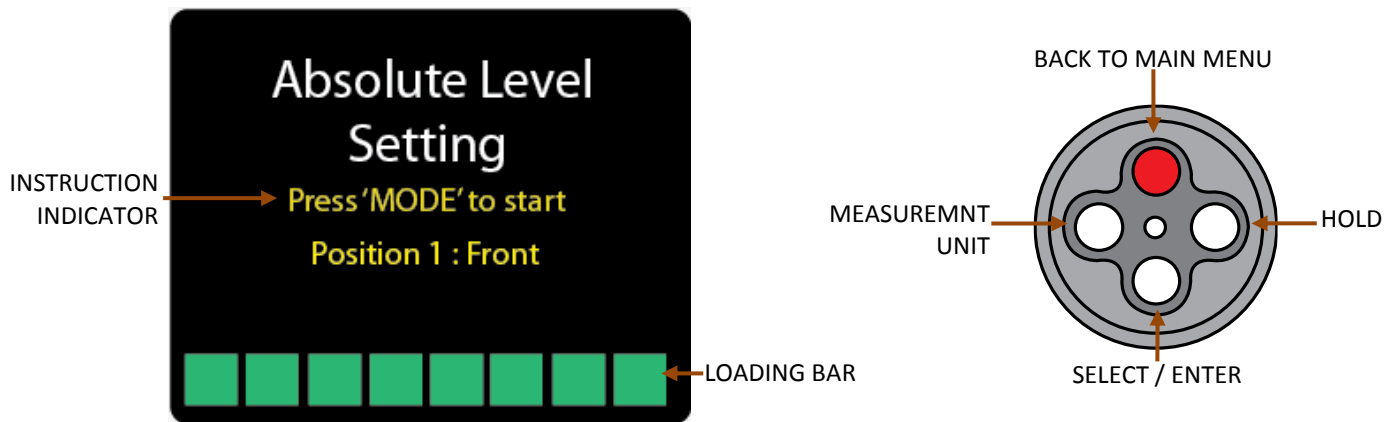 Absolute Level
Setting
Press 'MODE' to start
Position 1 : Front
INSTRUCTION
INDICATOR
LOADING BAR
BACK TO MAIN MENU
MEASUREMNT
UNIT
HOLD
SELECT / ENTER